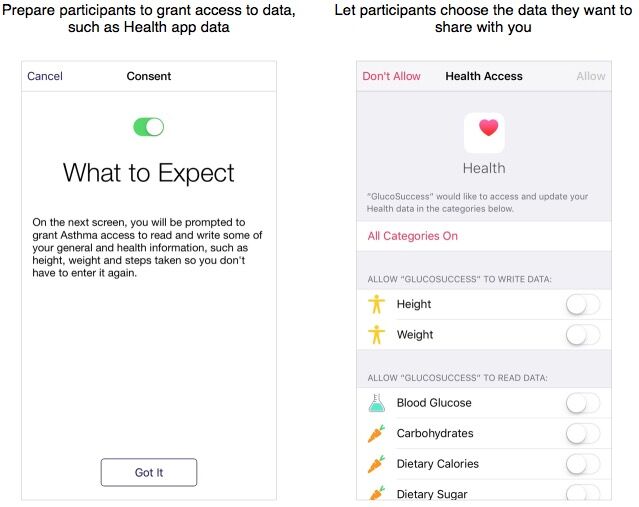 Prepare participants to grant access to data,
such as Health app data
Let participants choose the data they want to
share with you
Cancel
Consent
What to Expect
On the next screen, you will be prompted to
grant Asthma access to read and write some of
your general and health information, such as
height, weight and steps taken so you don't
have to enter it again.
Got It
Don't Allow
Health Access
Allow
Health
"GlucoSuccess" would like to access and update your
Health data in the categories below.
All Categories On
ALLOW "GLUCOSUCCESS" TO WRITE DATA:
Height
Weight
ALLOW "GLUCOSUCCESS" TO READ DATA:
Blood Glucose
Carbohydrates
Dietary Calories
Dietary Sugar